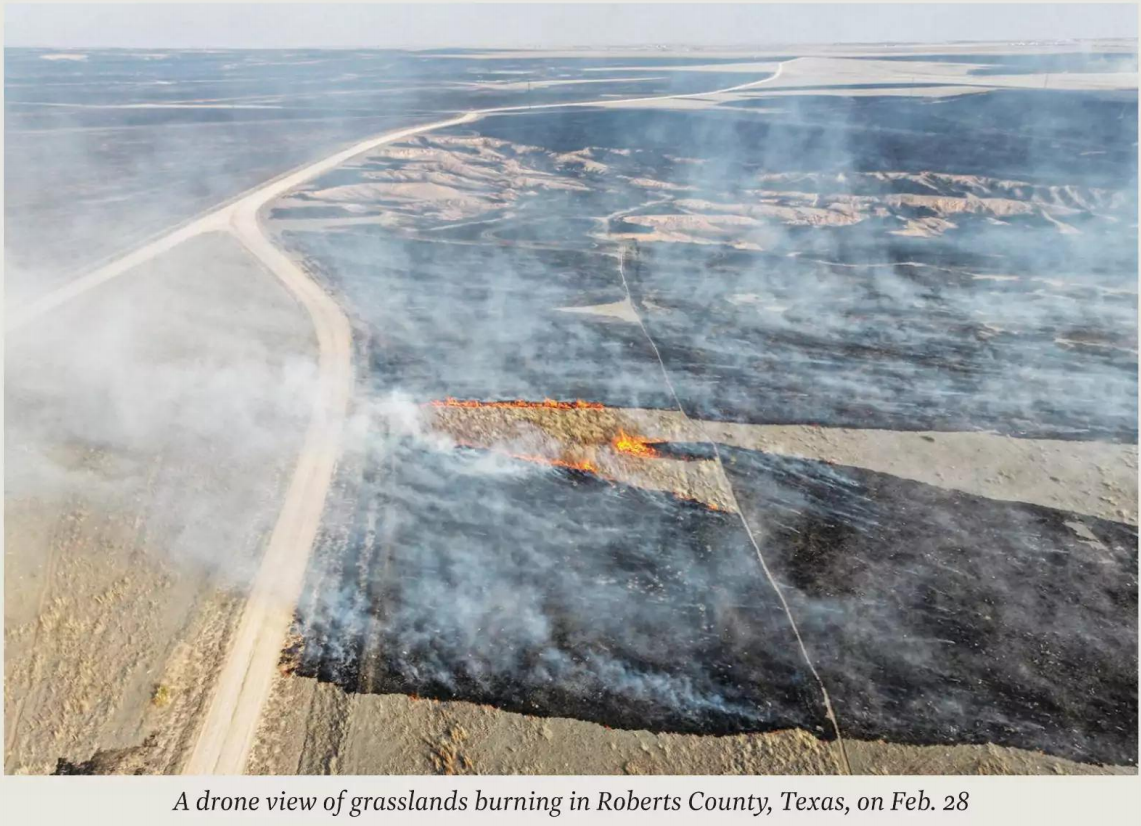 A drone view of grasslands burning in Roberts County, Texas, on Feb. 28